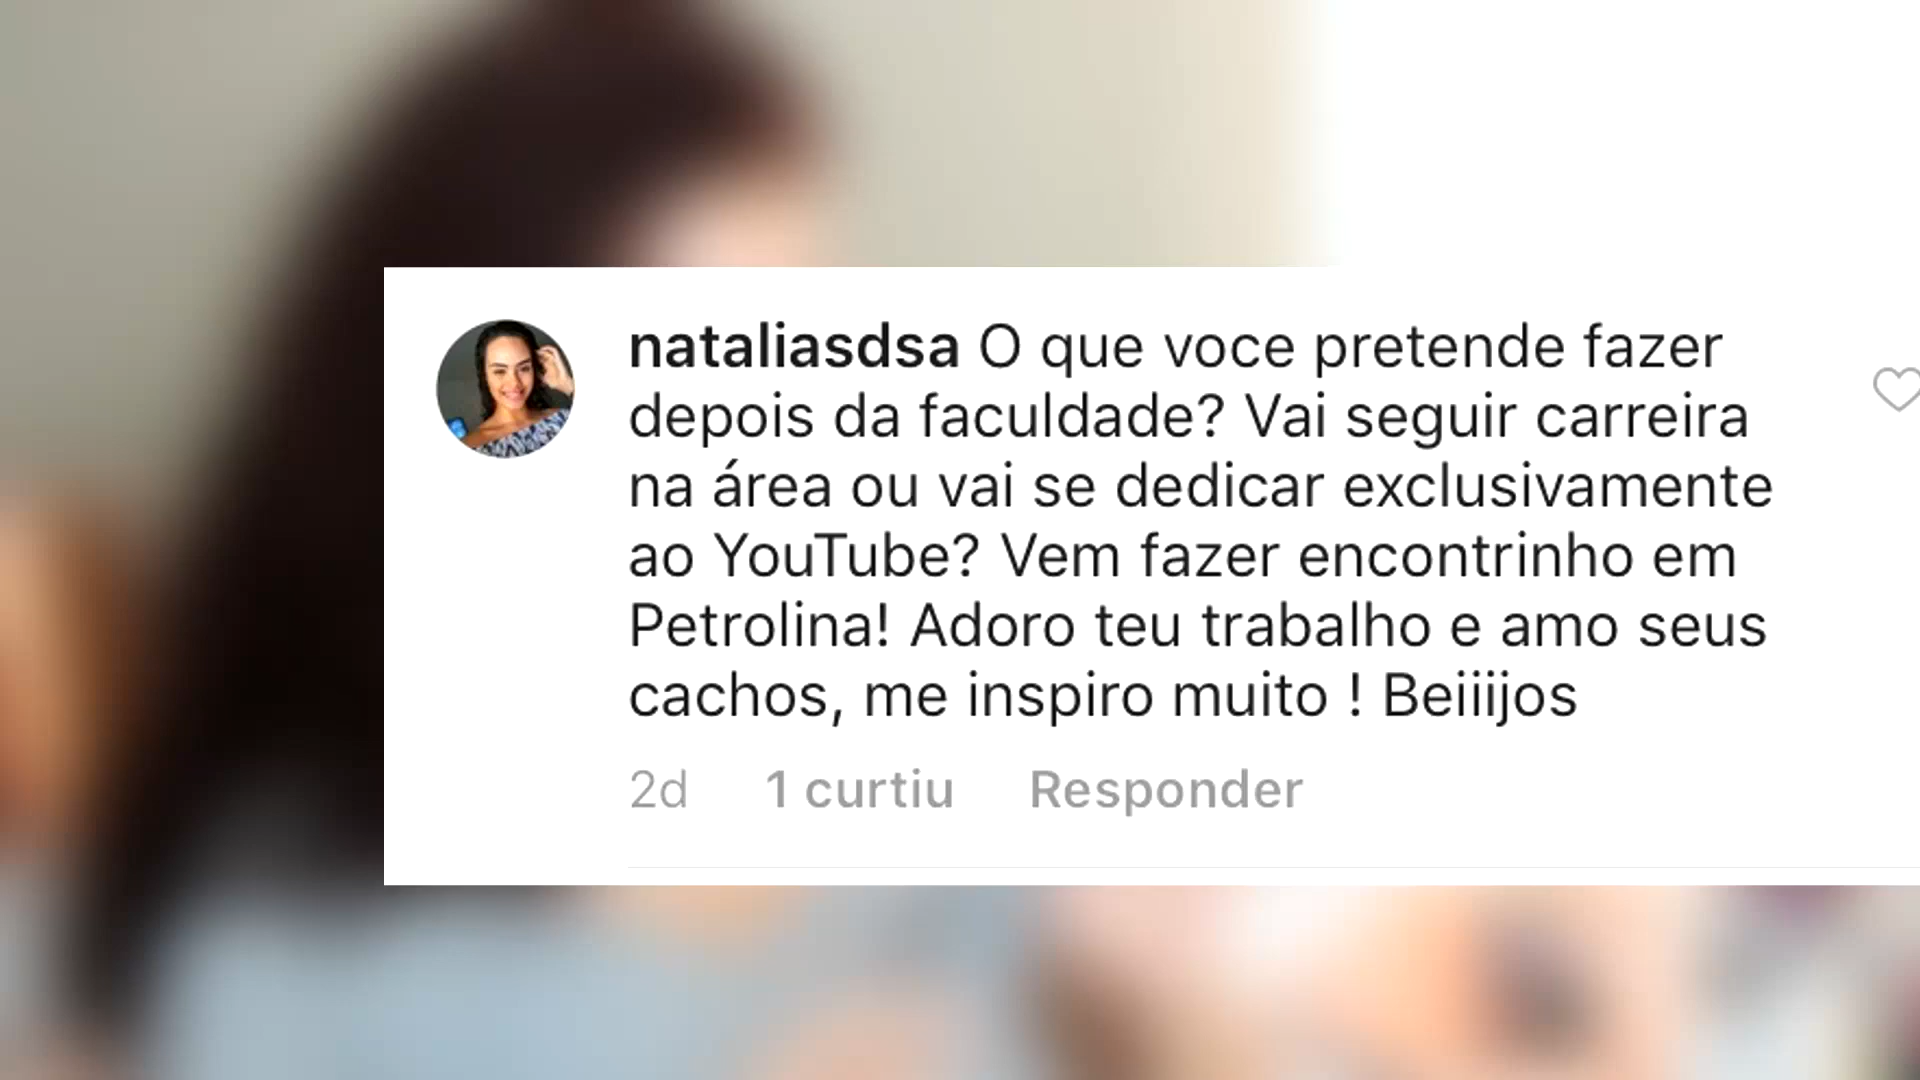 nataliasdsa O que voce pretende fazer
depois da faculdade? Vai seguir carreira
na área ou vai se dedicar exclusivamente
ao YouTube? Vem fazer encontrinho em
Petrolina! Adoro teu trabalho e amo seus
cachos, me inspiro muito ! Beiiijos
2d 1 curtiu Responder